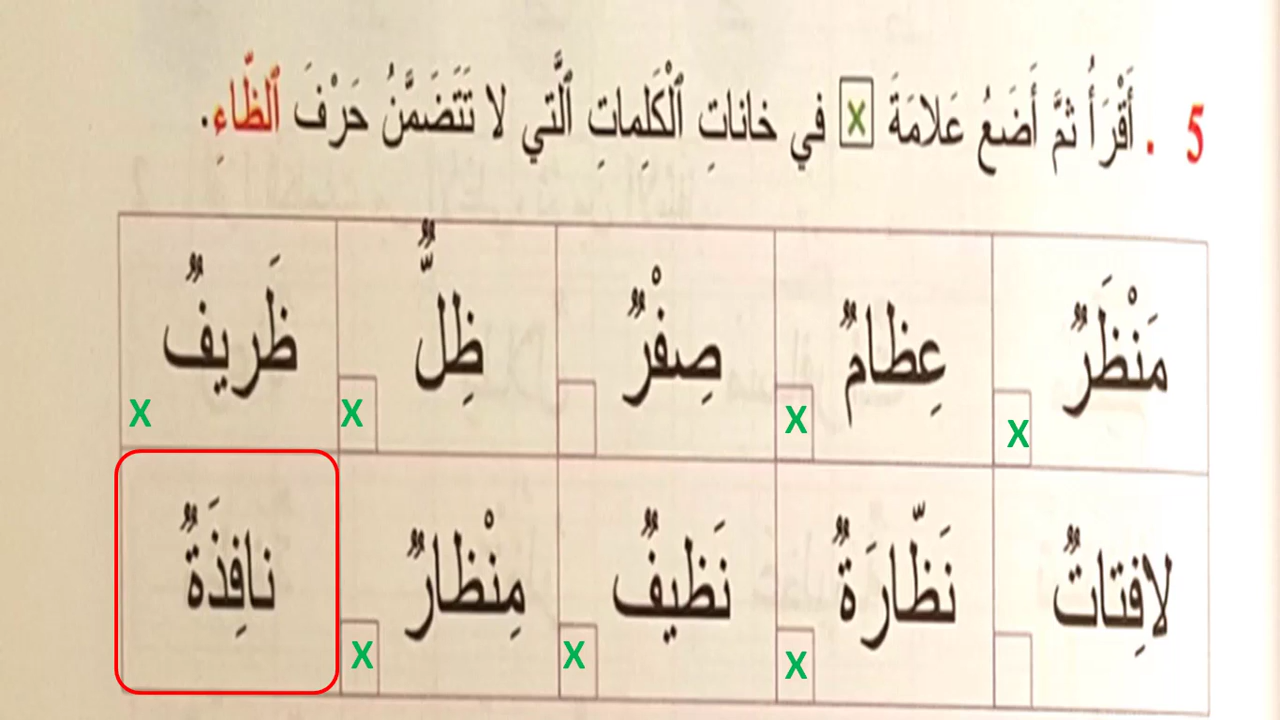 5 . أَقْرَأُ ثُمَّ أَضَعُ عَلامَةَ X في خاناتِ ٱلْكَلِماتِ ٱلَّتي لا تَتَضَمَّنُ حَرْفَ ٱلظّاءِ.
مَنْظَرٌ عِظامٌ صِفْرٌ ظِلٌّ ظَريفٌ
X X X X
لافِتاتٌ نَظّارَةٌ نَظيفٌ مِنْظارٌ نافِذَةٌ
X X X